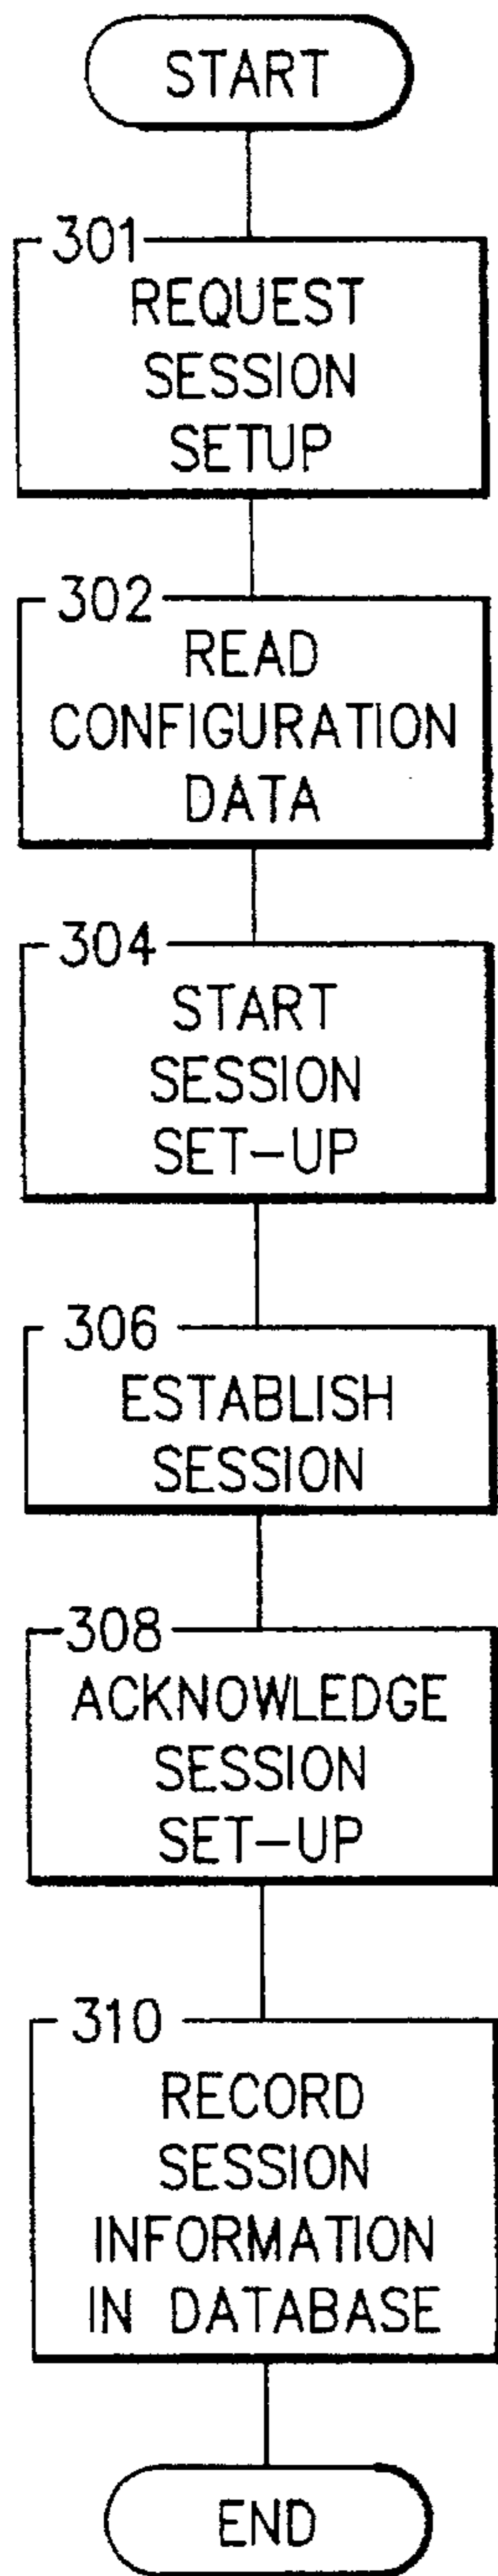 START
301
REQUEST
SESSION
SETUP
302
READ
CONFIGURATION
DATA
304
START
SESSION
SET-UP
306
ESTABLISH
SESSION
308
ACKNOWLEDGE
SESSION
SET-UP
310
RECORD
SESSION
INFORMATION
IN DATABASE
END